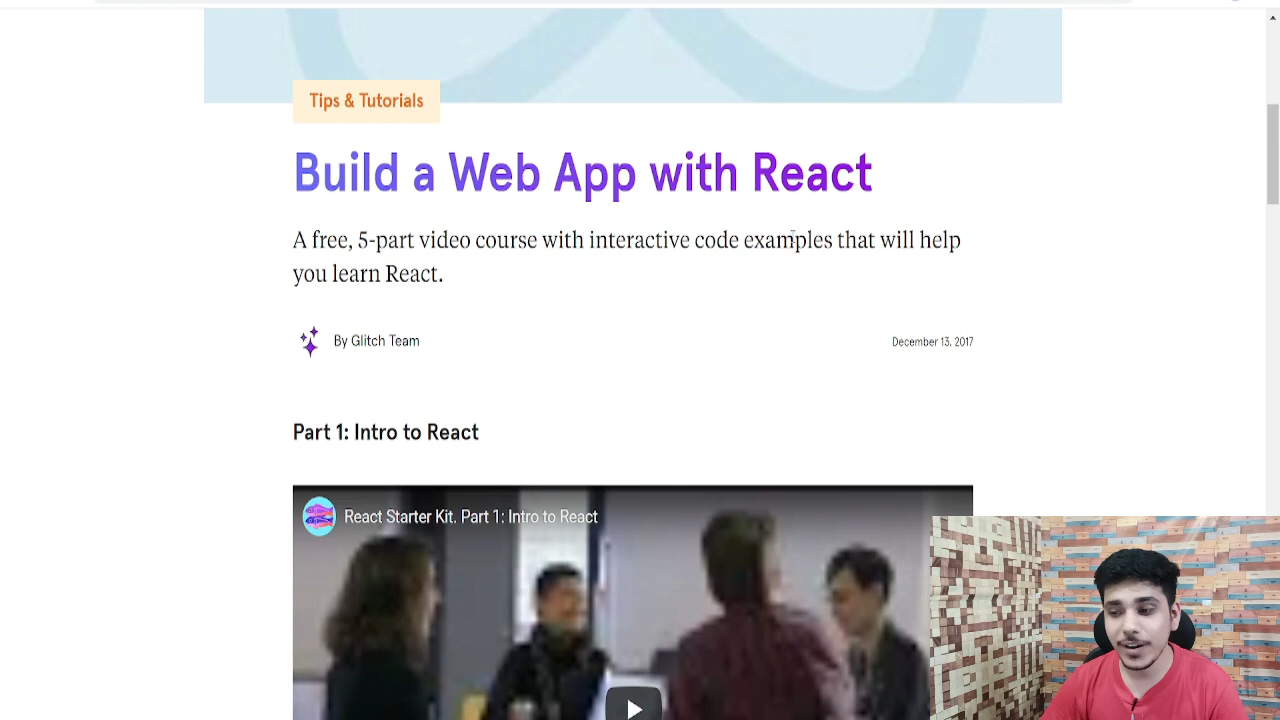 Tips & Tutorials
Build a Web App with React
A free, 5-part video course with interactive code examples that will help
you learn React.
By Glitch Team
December 13, 2017
Part 1: Intro to React
React Starter Kit. Part 1: Intro to React